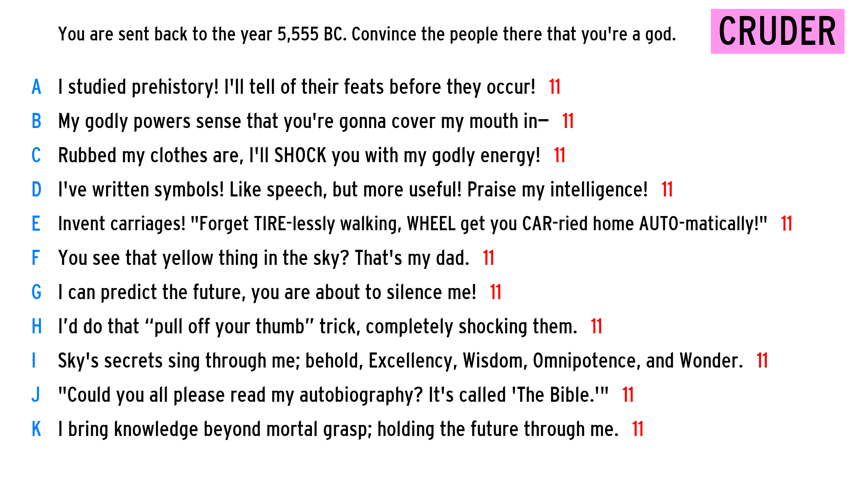 You are sent back to the year 5,555 BC. Convince the people there that you're a god.
CRUDER
A I studied prehistory! I'll tell of their feats before they occur! 11
B My godly powers sense that you're gonna cover my mouth in— 11
C Rubbed my clothes are, I'll SHOCK you with my godly energy! 11
D I've written symbols! Like speech, but more useful! Praise my intelligence! 11
E Invent carriages! "Forget TIRE-lessly walking, WHEEL get you CAR-ried home AUTO-matically!" 11
F You see that yellow thing in the sky? That's my dad. 11
G I can predict the future, you are about to silence me! 11
H I’d do that “pull off your thumb” trick, completely shocking them. 11
I Sky's secrets sing through me; behold, Excellency, Wisdom, Omnipotence, and Wonder. 11
J "Could you all please read my autobiography? It's called 'The Bible.'" 11
K I bring knowledge beyond mortal grasp; holding the future through me. 11